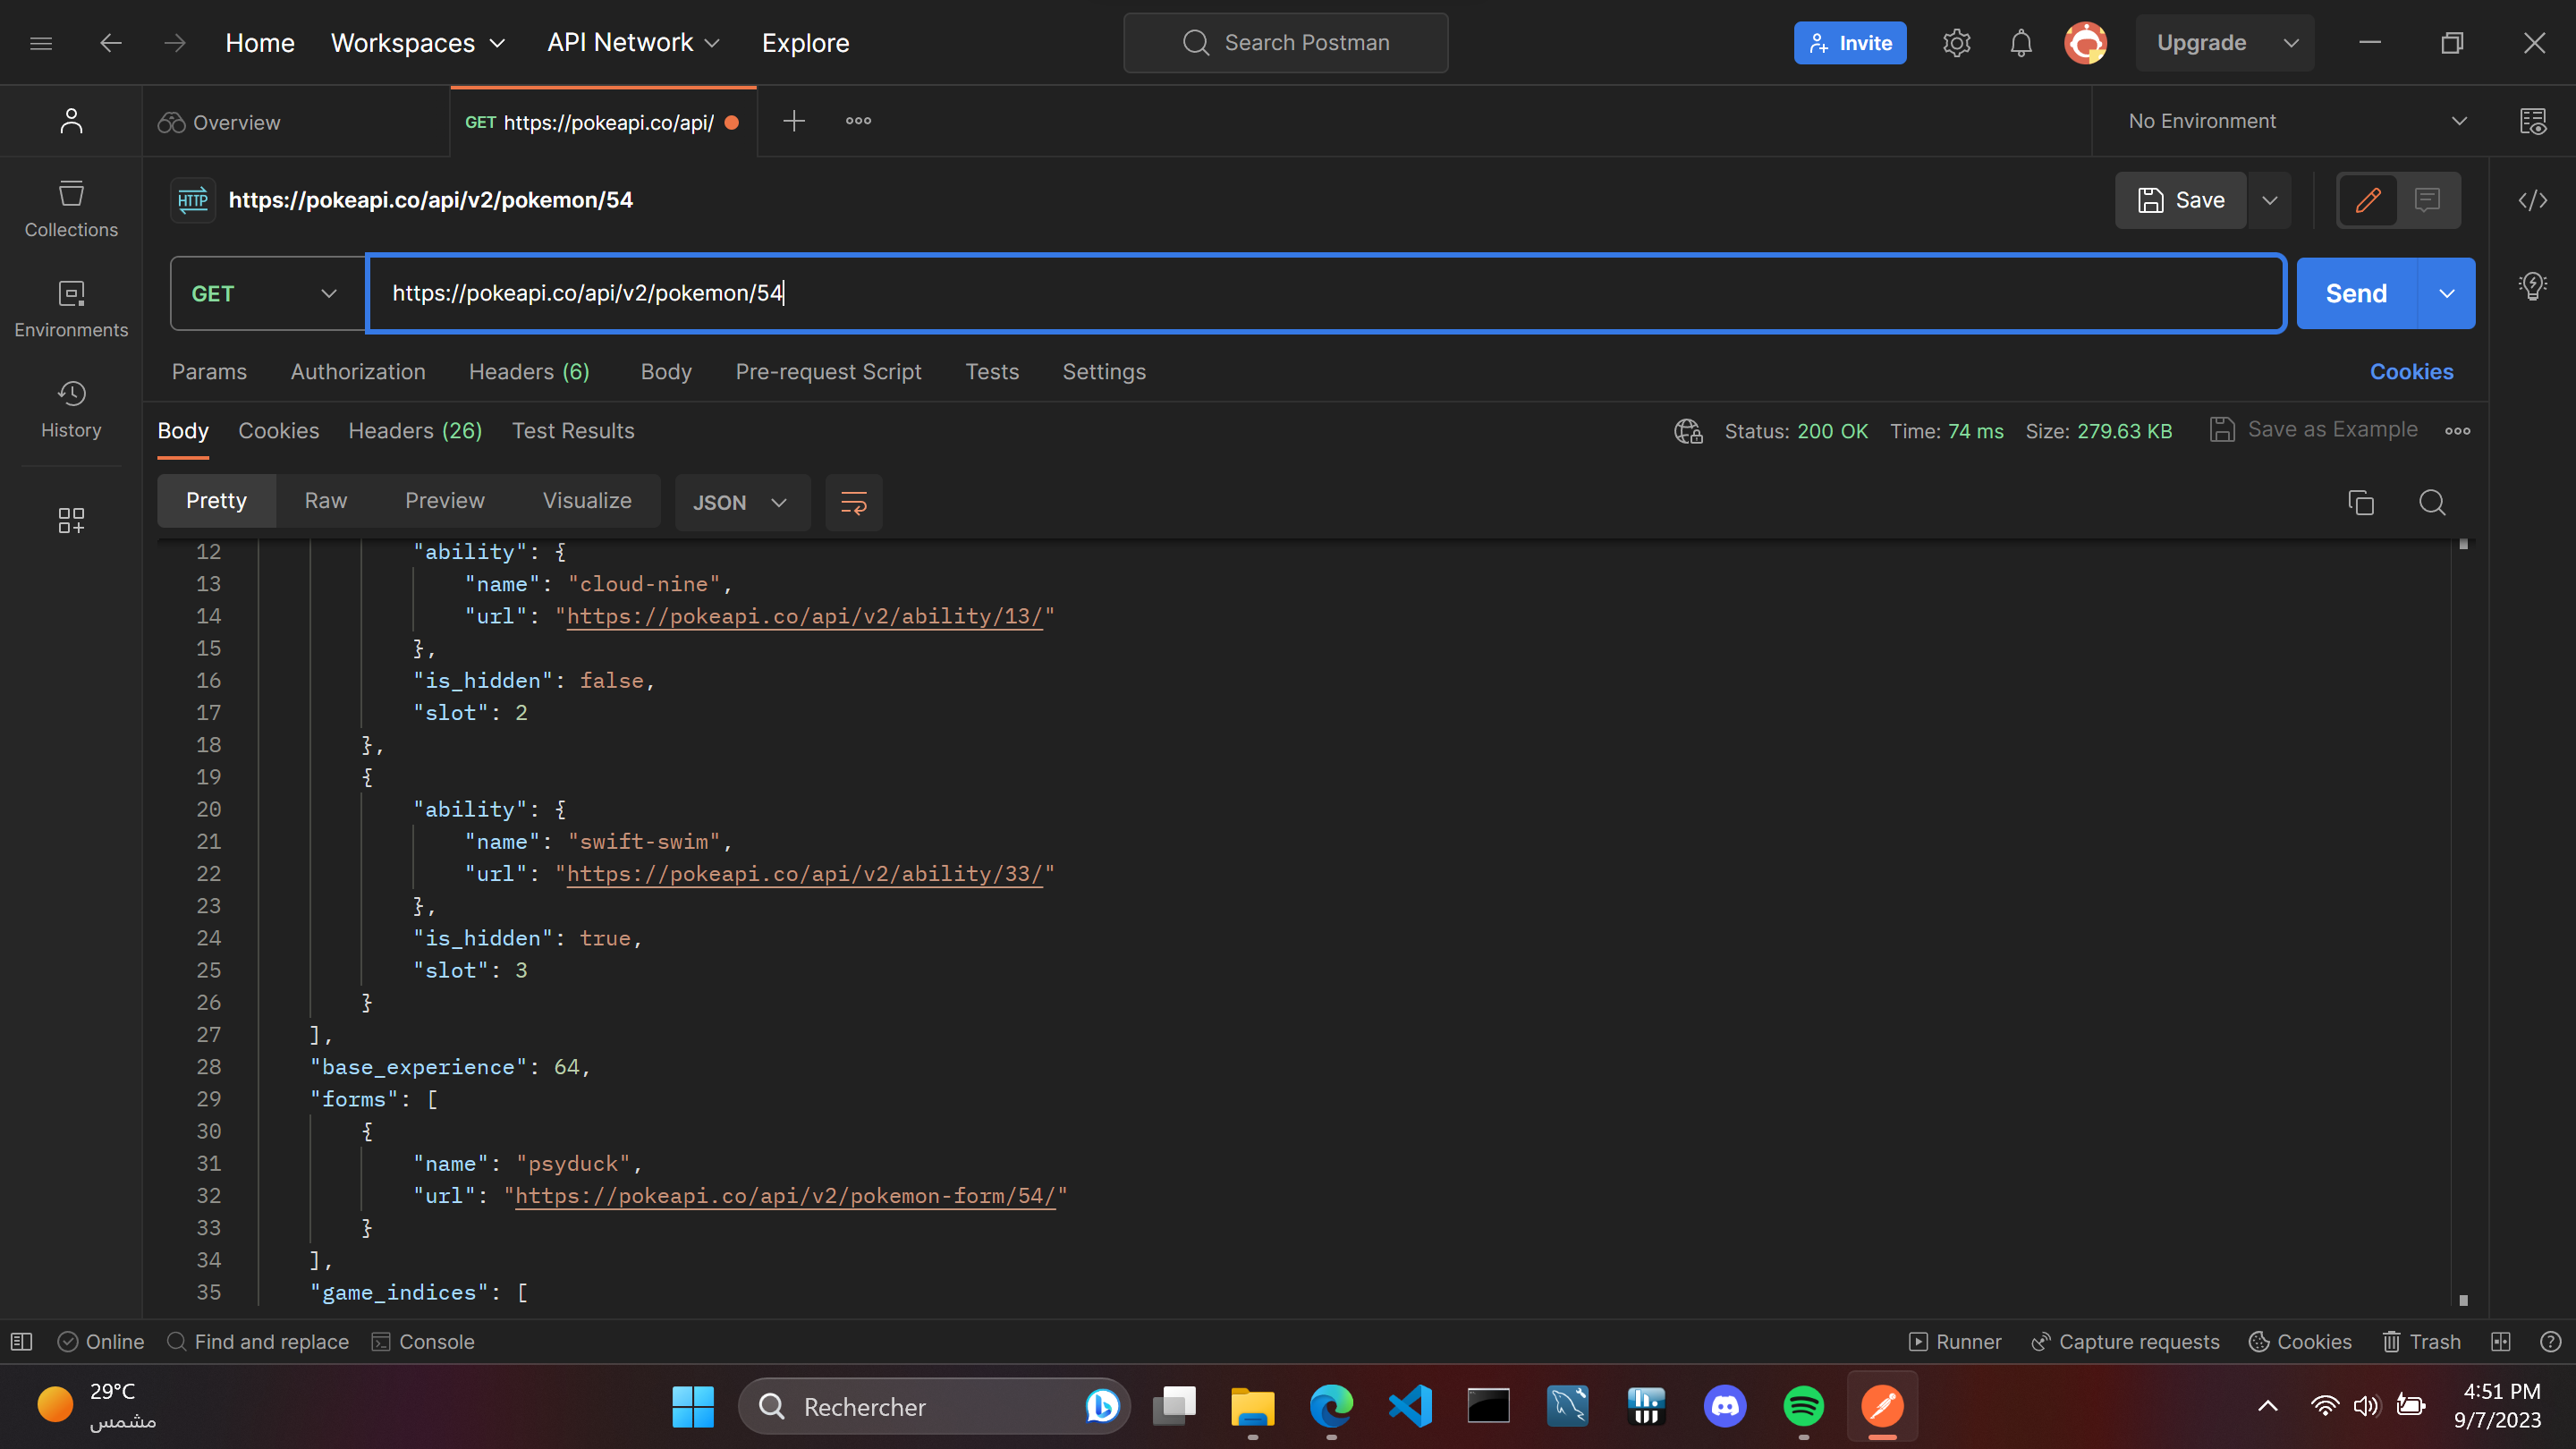 Home Workspaces API Network Explore Search Postman Invite Upgrade
Overview GET https://pokeapi.co/api/ No Environment
HTTP https://pokeapi.co/api/v2/pokemon/54 Save
Collections
GET https://pokeapi.co/api/v2/pokemon/54 Send
Environments
Params Authorization Headers (6) Body Pre-request Script Tests Settings Cookies
History
Body Cookies Headers (26) Test Results Status: 200 OK Time: 74 ms Size: 279.63 KB Save as Example
Pretty Raw Preview Visualize JSON
12 "ability": {
13 "name": "cloud-nine",
14 "url": "https://pokeapi.co/api/v2/ability/13/"
15 },
16 "is_hidden": false,
17 "slot": 2
18 },
19 {
20 "ability": {
21 "name": "swift-swim",
22 "url": "https://pokeapi.co/api/v2/ability/33/"
23 },
24 "is_hidden": true,
25 "slot": 3
26 }
27 ],
28 "base_experience": 64,
29 "forms": [
30 {
31 "name": "psyduck",
32 "url": "https://pokeapi.co/api/v2/pokemon-form/54/"
33 }
34 ],
35 "game_indices": [
Online Find and replace Console Runner Capture requests Cookies Trash
29°C
مشمس
Rechercher
4:51 PM
9/7/2023